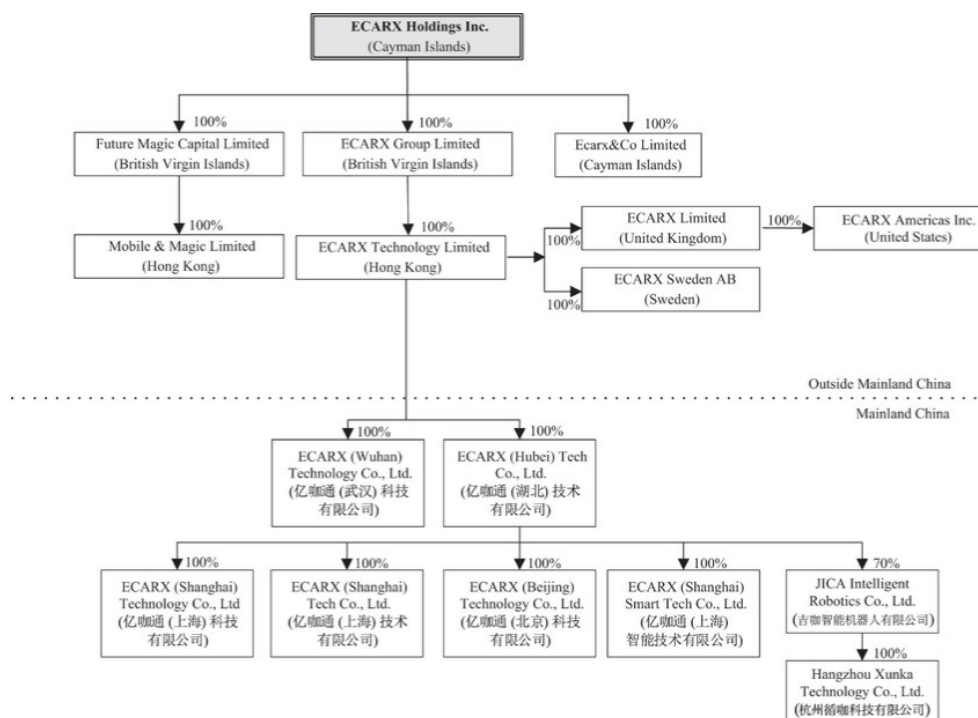 ECARX Holdings Inc.
(Cayman Islands)
100%
100%
100%
Future Magic Capital Limited
(British Virgin Islands)
ECARX Group Limited
(British Virgin Islands)
Ecarx&Co Limited
(Cayman Islands)
100%
100%
Mobile & Magic Limited
(Hong Kong)
ECARX Technology Limited
(Hong Kong)
100%
ECARX Limited
(United Kingdom)
100%
ECARX Americas Inc.
(United States)
100%
ECARX Sweden AB
(Sweden)
Outside Mainland China
Mainland China
100%
100%
ECARX (Wuhan)
Technology Co., Ltd.
(亿咖通 (武汉) 科技
有限公司)
ECARX (Hubei) Tech
Co., Ltd.
(亿咖通 (湖北) 技术
有限公司)
100%
100%
100%
100%
70%
ECARX (Shanghai)
Technology Co., Ltd
(亿咖通 (上海) 科技
有限公司)
ECARX (Shanghai)
Tech Co., Ltd.
(亿咖通 (上海) 技术
有限公司)
ECARX (Beijing)
Technology Co., Ltd.
(亿咖通 (北京) 科技
有限公司)
ECARX (Shanghai)
Smart Tech Co., Ltd.
(亿咖通 (上海)
智能技术有限公司)
JICA Intelligent
Robotics Co., Ltd.
(吉咖智能机器人有限公司)
100%
Hangzhou Xunka
Technology Co., Ltd.
(杭州循咖科技有限公司)